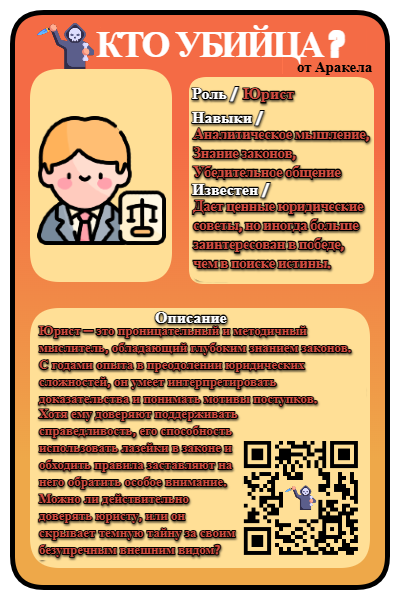 КТО УБИЙЦА?
от Аракела
Роль / Юрист
Навыки /
Аналитическое мышление,
Знание законов,
Убедительное общение
Известен /
Дает ценные юридические
советы, но иногда больше
заинтересован в победе,
чем в поиске истины.
Описание
Юрист — это проницательный и методичный
мыслитель, обладающий глубоким знанием законов.
С годами опыта в преодолении юридических
сложностей, он умеет интерпретировать
доказательства и понимать мотивы поступков.
Хотя ему доверяют поддерживать
справедливость, его способность
использовать лазейки в законе и
обходить правила заставляют на
него обратить особое внимание.
Можно ли действительно
доверять юристу, или он
скрывает темную тайну за своим
безупречным внешним видом?